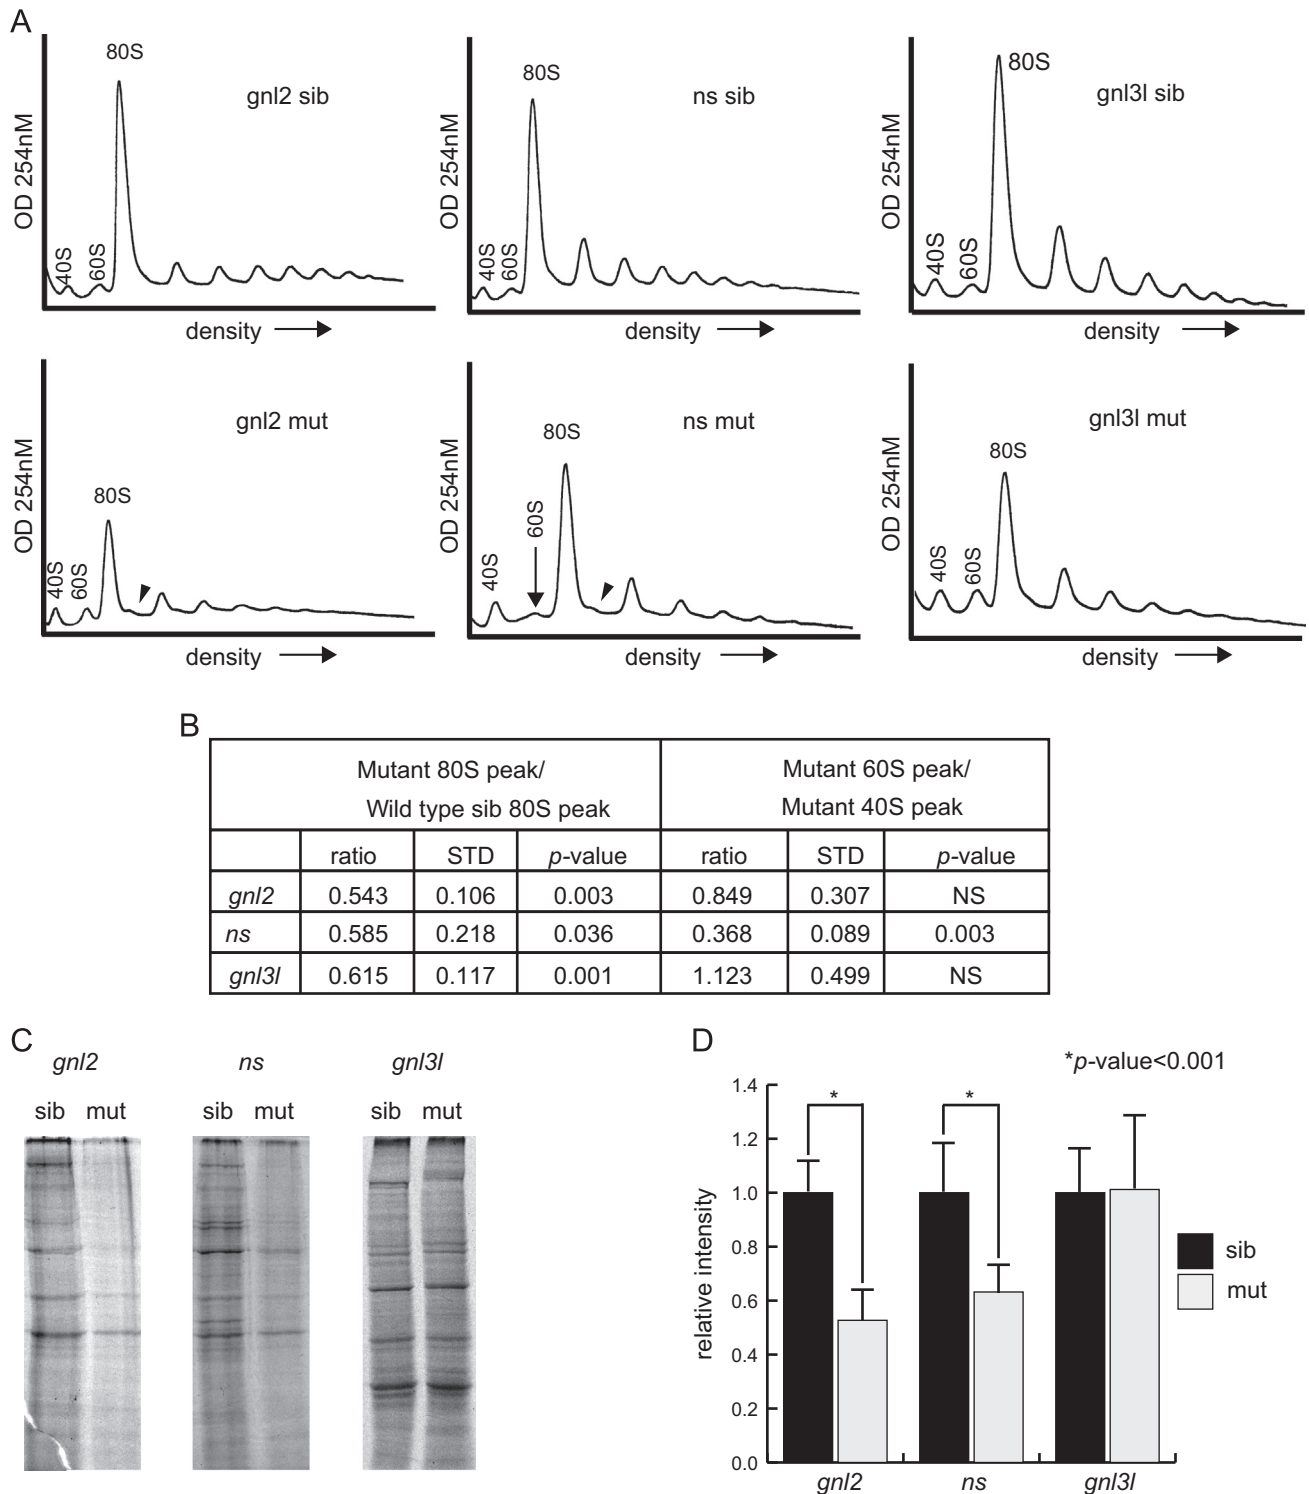 A
80S
gnl2 sib
OD 254nM
40S
60S
density
80S
ns sib
OD 254nM
40S
60S
density
80S
gnl3l sib
OD 254nM
40S
60S
density
gnl2 mut
OD 254nM
80S
40S
60S
density
80S
ns mut
OD 254nM
40S
60S
density
gnl3l mut
80S
OD 254nM
40S
60S
density
B
Mutant 80S peak/ Mutant 60S peak/
Wild type sib 80S peak Mutant 40S peak
ratio STD p-value ratio STD p-value
gnl2 0.543 0.106 0.003 0.849 0.307 NS
ns 0.585 0.218 0.036 0.368 0.089 0.003
gnl3l 0.615 0.117 0.001 1.123 0.499 NS
C
gnl2 ns gnl3l
sib mut sib mut sib mut
D
*p-value<0.001
1.4
1.2
1.0
0.8
0.6
0.4
0.2
0.0
relative intensity
*
*
sib
mut
gnl2 ns gnl3l